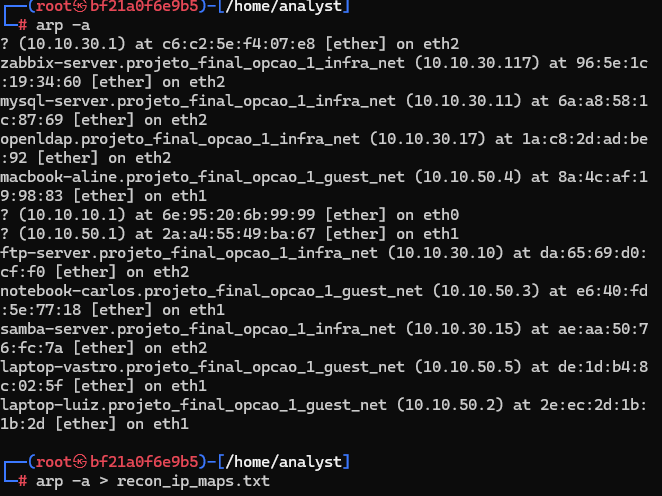 ┌──(root㉿bf21a0f6e9b5)-[/home/analyst]
└─# arp -a
? (10.10.30.1) at c6:c2:5e:f4:07:e8 [ether] on eth2
zabbix-server.projeto_final_opcao_1_infra_net (10.10.30.117) at 96:5e:1c
:19:34:60 [ether] on eth2
mysql-server.projeto_final_opcao_1_infra_net (10.10.30.11) at 6a:a8:58:1
c:87:69 [ether] on eth2
openldap.projeto_final_opcao_1_infra_net (10.10.30.17) at 1a:c8:2d:ad:be
:92 [ether] on eth2
macbook-aline.projeto_final_opcao_1_guest_net (10.10.50.4) at 8a:4c:af:1
9:98:83 [ether] on eth1
? (10.10.10.1) at 6e:95:20:6b:99:99 [ether] on eth0
? (10.10.50.1) at 2a:a4:55:49:ba:67 [ether] on eth1
ftp-server.projeto_final_opcao_1_infra_net (10.10.30.10) at da:65:69:d0:
cf:f0 [ether] on eth2
notebook-carlos.projeto_final_opcao_1_guest_net (10.10.50.3) at e6:40:fd
:5e:77:18 [ether] on eth1
samba-server.projeto_final_opcao_1_infra_net (10.10.30.15) at ae:aa:50:7
6:fc:7a [ether] on eth2
laptop-vastro.projeto_final_opcao_1_guest_net (10.10.50.5) at de:1d:b4:8
c:02:5f [ether] on eth1
laptop-luiz.projeto_final_opcao_1_guest_net (10.10.50.2) at 2e:ec:2d:1b:
1b:2d [ether] on eth1
┌──(root㉿bf21a0f6e9b5)-[/home/analyst]
└─# arp -a > recon_ip_maps.txt